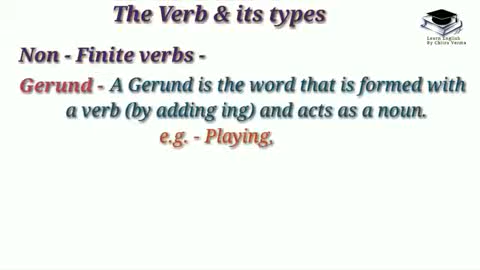 The Verb & its types
Learn English
By Chitra Verma
Non - Finite verbs -
Gerund - A Gerund is the word that is formed with
a verb (by adding ing) and acts as a noun.
e.g. - Playing,